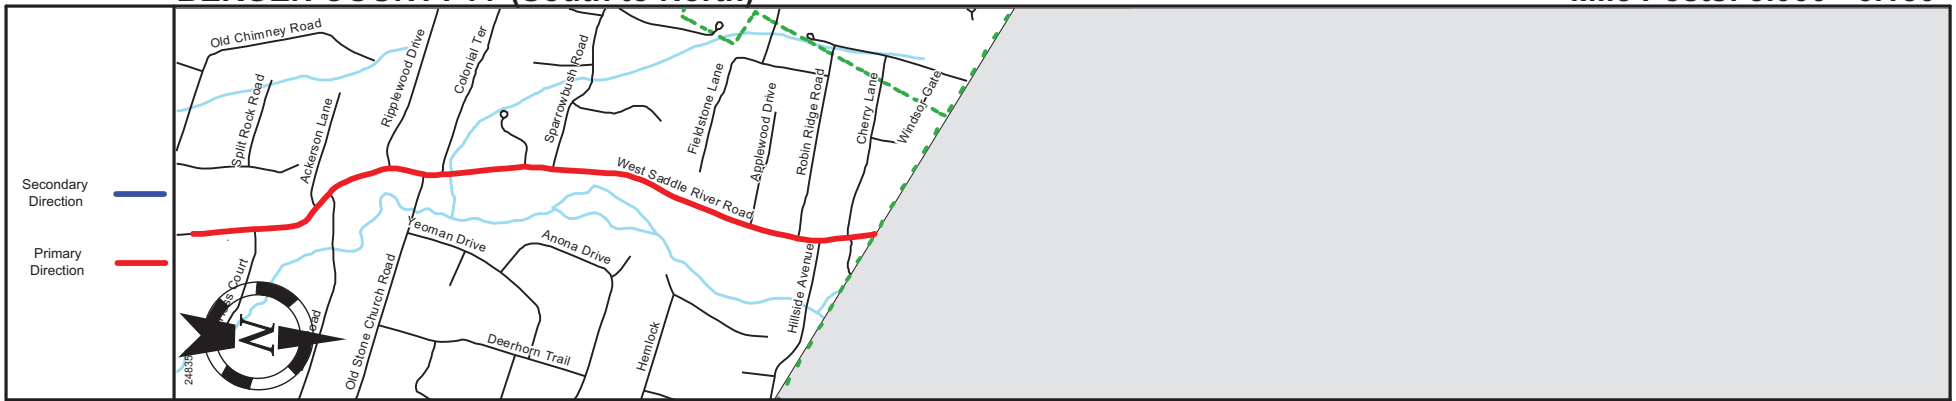 Old Chimney Road
Split Rock Road
Ackerson Lane
Ripplewood Drive
Colonial Ter
Sparrowbush Road
Fieldstone Lane
Applewood Drive
Robin Ridge Road
Cherry Lane
Windsor Gate
West Saddle River Road
Secondary
Direction
Primary
Direction
Yeoman Drive
Anona Drive
Court
Road
Old Stone Church Road
Deerhorn Trail
Hemlock
Hillside Avenue
N
24835